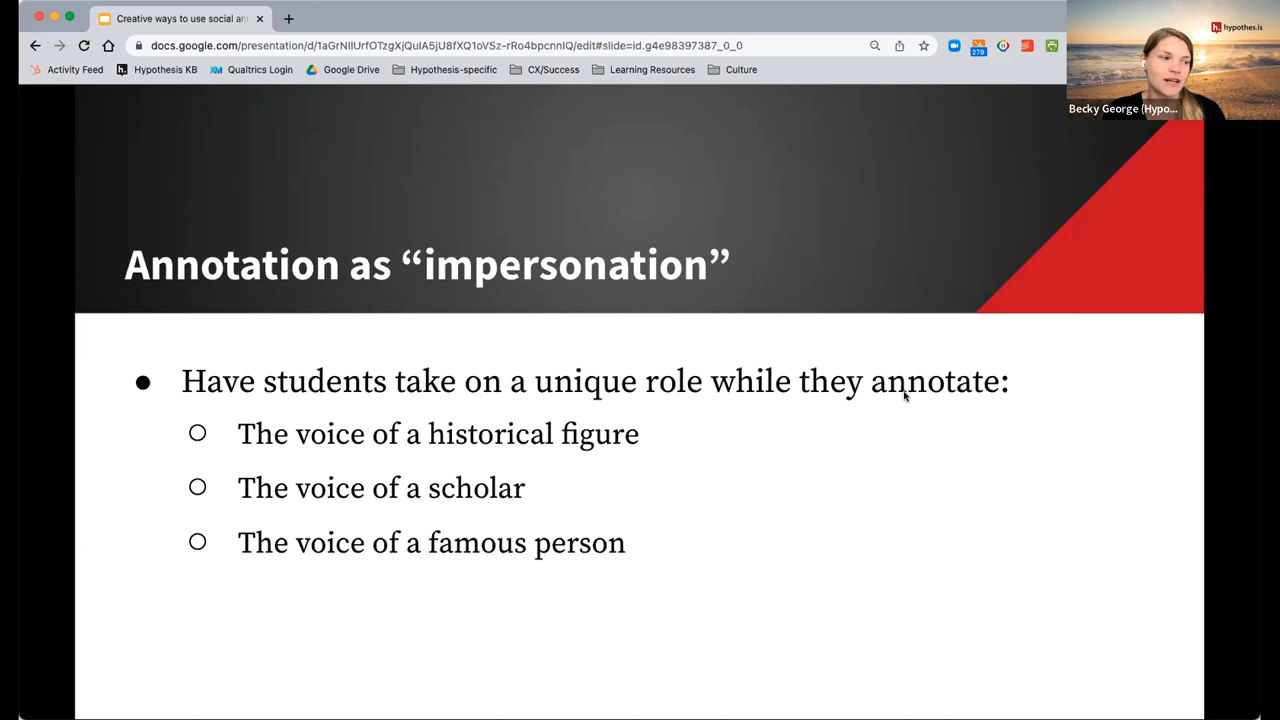 Creative ways to use social an
docs.google.com/presentation/d/1aGrNIlUrfOTzgXjQuIA5jU8fXQ1oVSz-rRo4bpcnnIQ/edit#slide=id.g4e98397387_0_0
279
Activity Feed
h. Hypothesis KB
XM Qualtrics Login
Google Drive
Hypothesis-specific
CX/Success
Learning Resources
Culture
h. hypothes.is
Becky George (Hypo...
Annotation as “impersonation”
● Have students take on a unique role while they annotate:
○ The voice of a historical figure
○ The voice of a scholar
○ The voice of a famous person